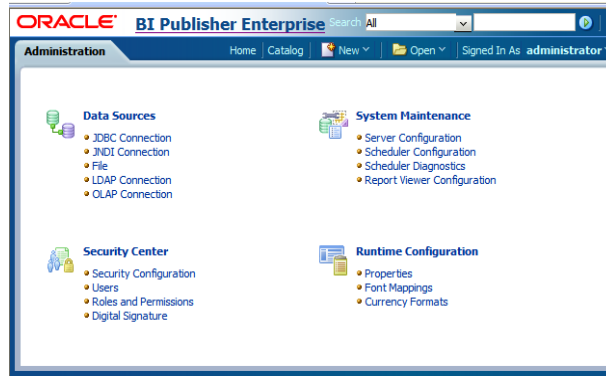 ORACLE BI Publisher Enterprise Search All
Administration Home Catalog New Open Signed In As administrator
Data Sources
JDBC Connection
JNDI Connection
File
LDAP Connection
OLAP Connection
System Maintenance
Server Configuration
Scheduler Configuration
Scheduler Diagnostics
Report Viewer Configuration
Security Center
Security Configuration
Users
Roles and Permissions
Digital Signature
Runtime Configuration
Properties
Font Mappings
Currency Formats